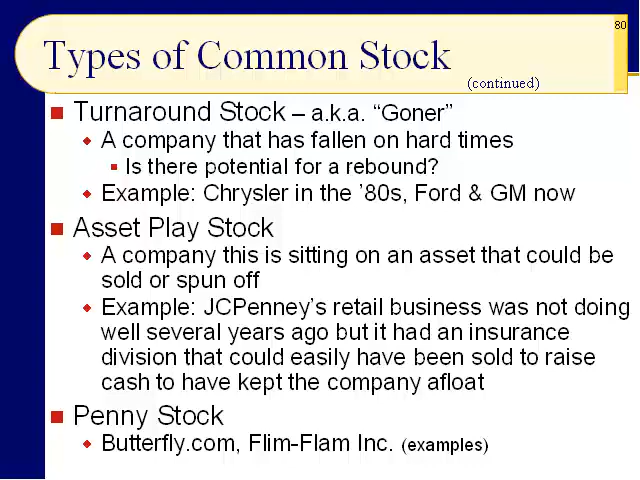 80
Types of Common Stock
(continued)
Turnaround Stock – a.k.a. “Goner”
A company that has fallen on hard times
Is there potential for a rebound?
Example: Chrysler in the ’80s, Ford & GM now
Asset Play Stock
A company this is sitting on an asset that could be
sold or spun off
Example: JCPenney’s retail business was not doing
well several years ago but it had an insurance
division that could easily have been sold to raise
cash to have kept the company afloat
Penny Stock
Butterfly.com, Flim-Flam Inc. (examples)